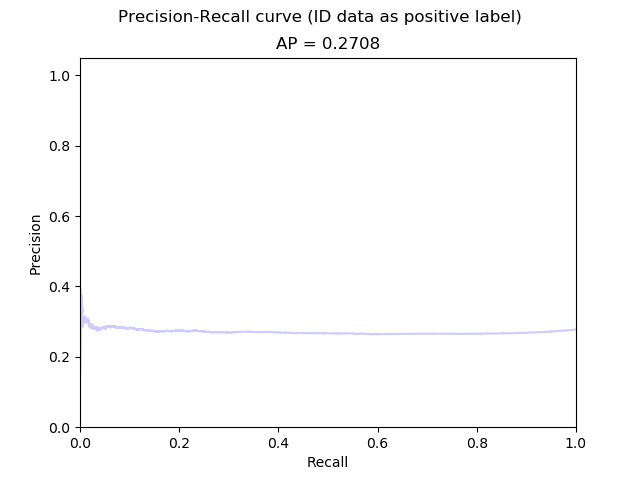 Precision-Recall curve (ID data as positive label)
AP = 0.2708
1.0
0.8
0.6
0.4
0.2
0.0
Precision
0.0 0.2 0.4 0.6 0.8 1.0
Recall